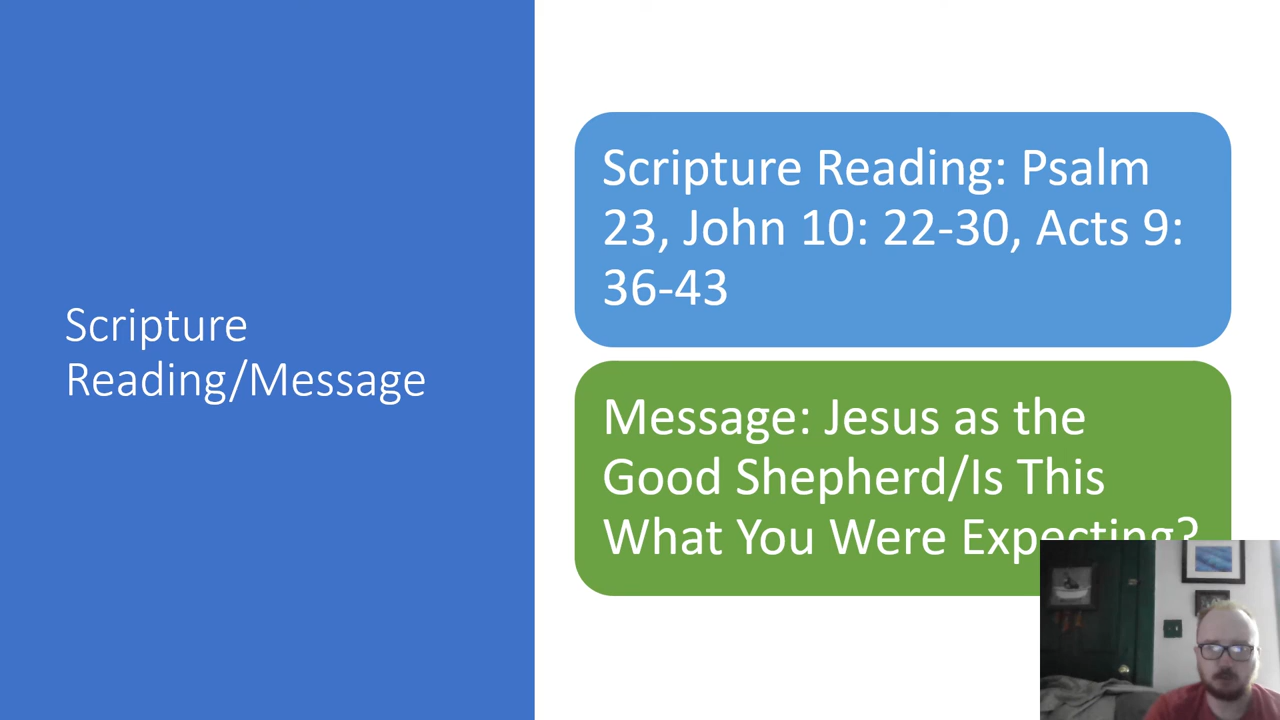 Scripture
Reading/Message
Scripture Reading: Psalm
23, John 10: 22-30, Acts 9:
36-43
Message: Jesus as the
Good Shepherd/Is This
What You Were Expecting?